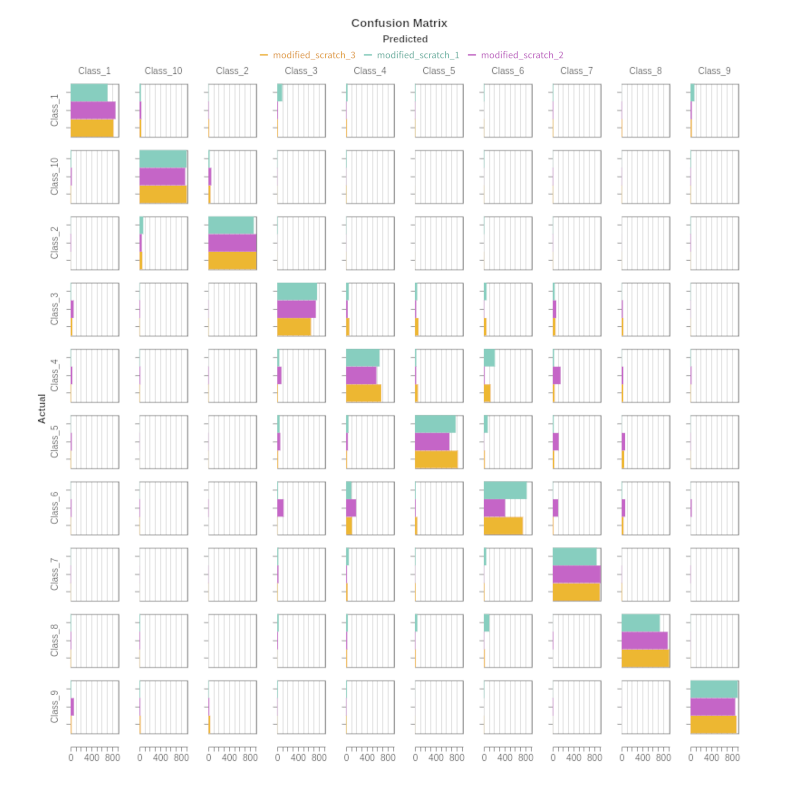 Confusion Matrix
Predicted
modified_scratch_3 modified_scratch_1 modified_scratch_2
Class_1 Class_10 Class_2 Class_3 Class_4 Class_5 Class_6 Class_7 Class_8 Class_9
Class_1
Class_10
Class_2
Class_3
Class_4
Actual
Class_5
Class_6
Class_7
Class_8
Class_9
0 400 800 0 400 800 0 400 800 0 400 800 0 400 800 0 400 800 0 400 800 0 400 800 0 400 800 0 400 800